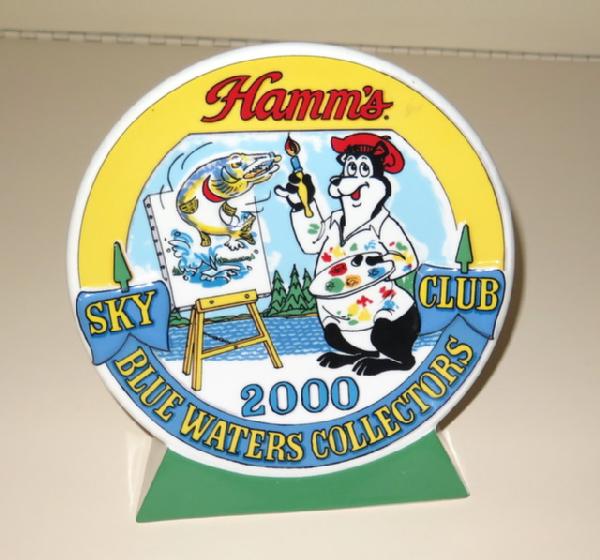 Hamm's.
SKY
BLUE WATERS COLLECTORS
CLUB
2000